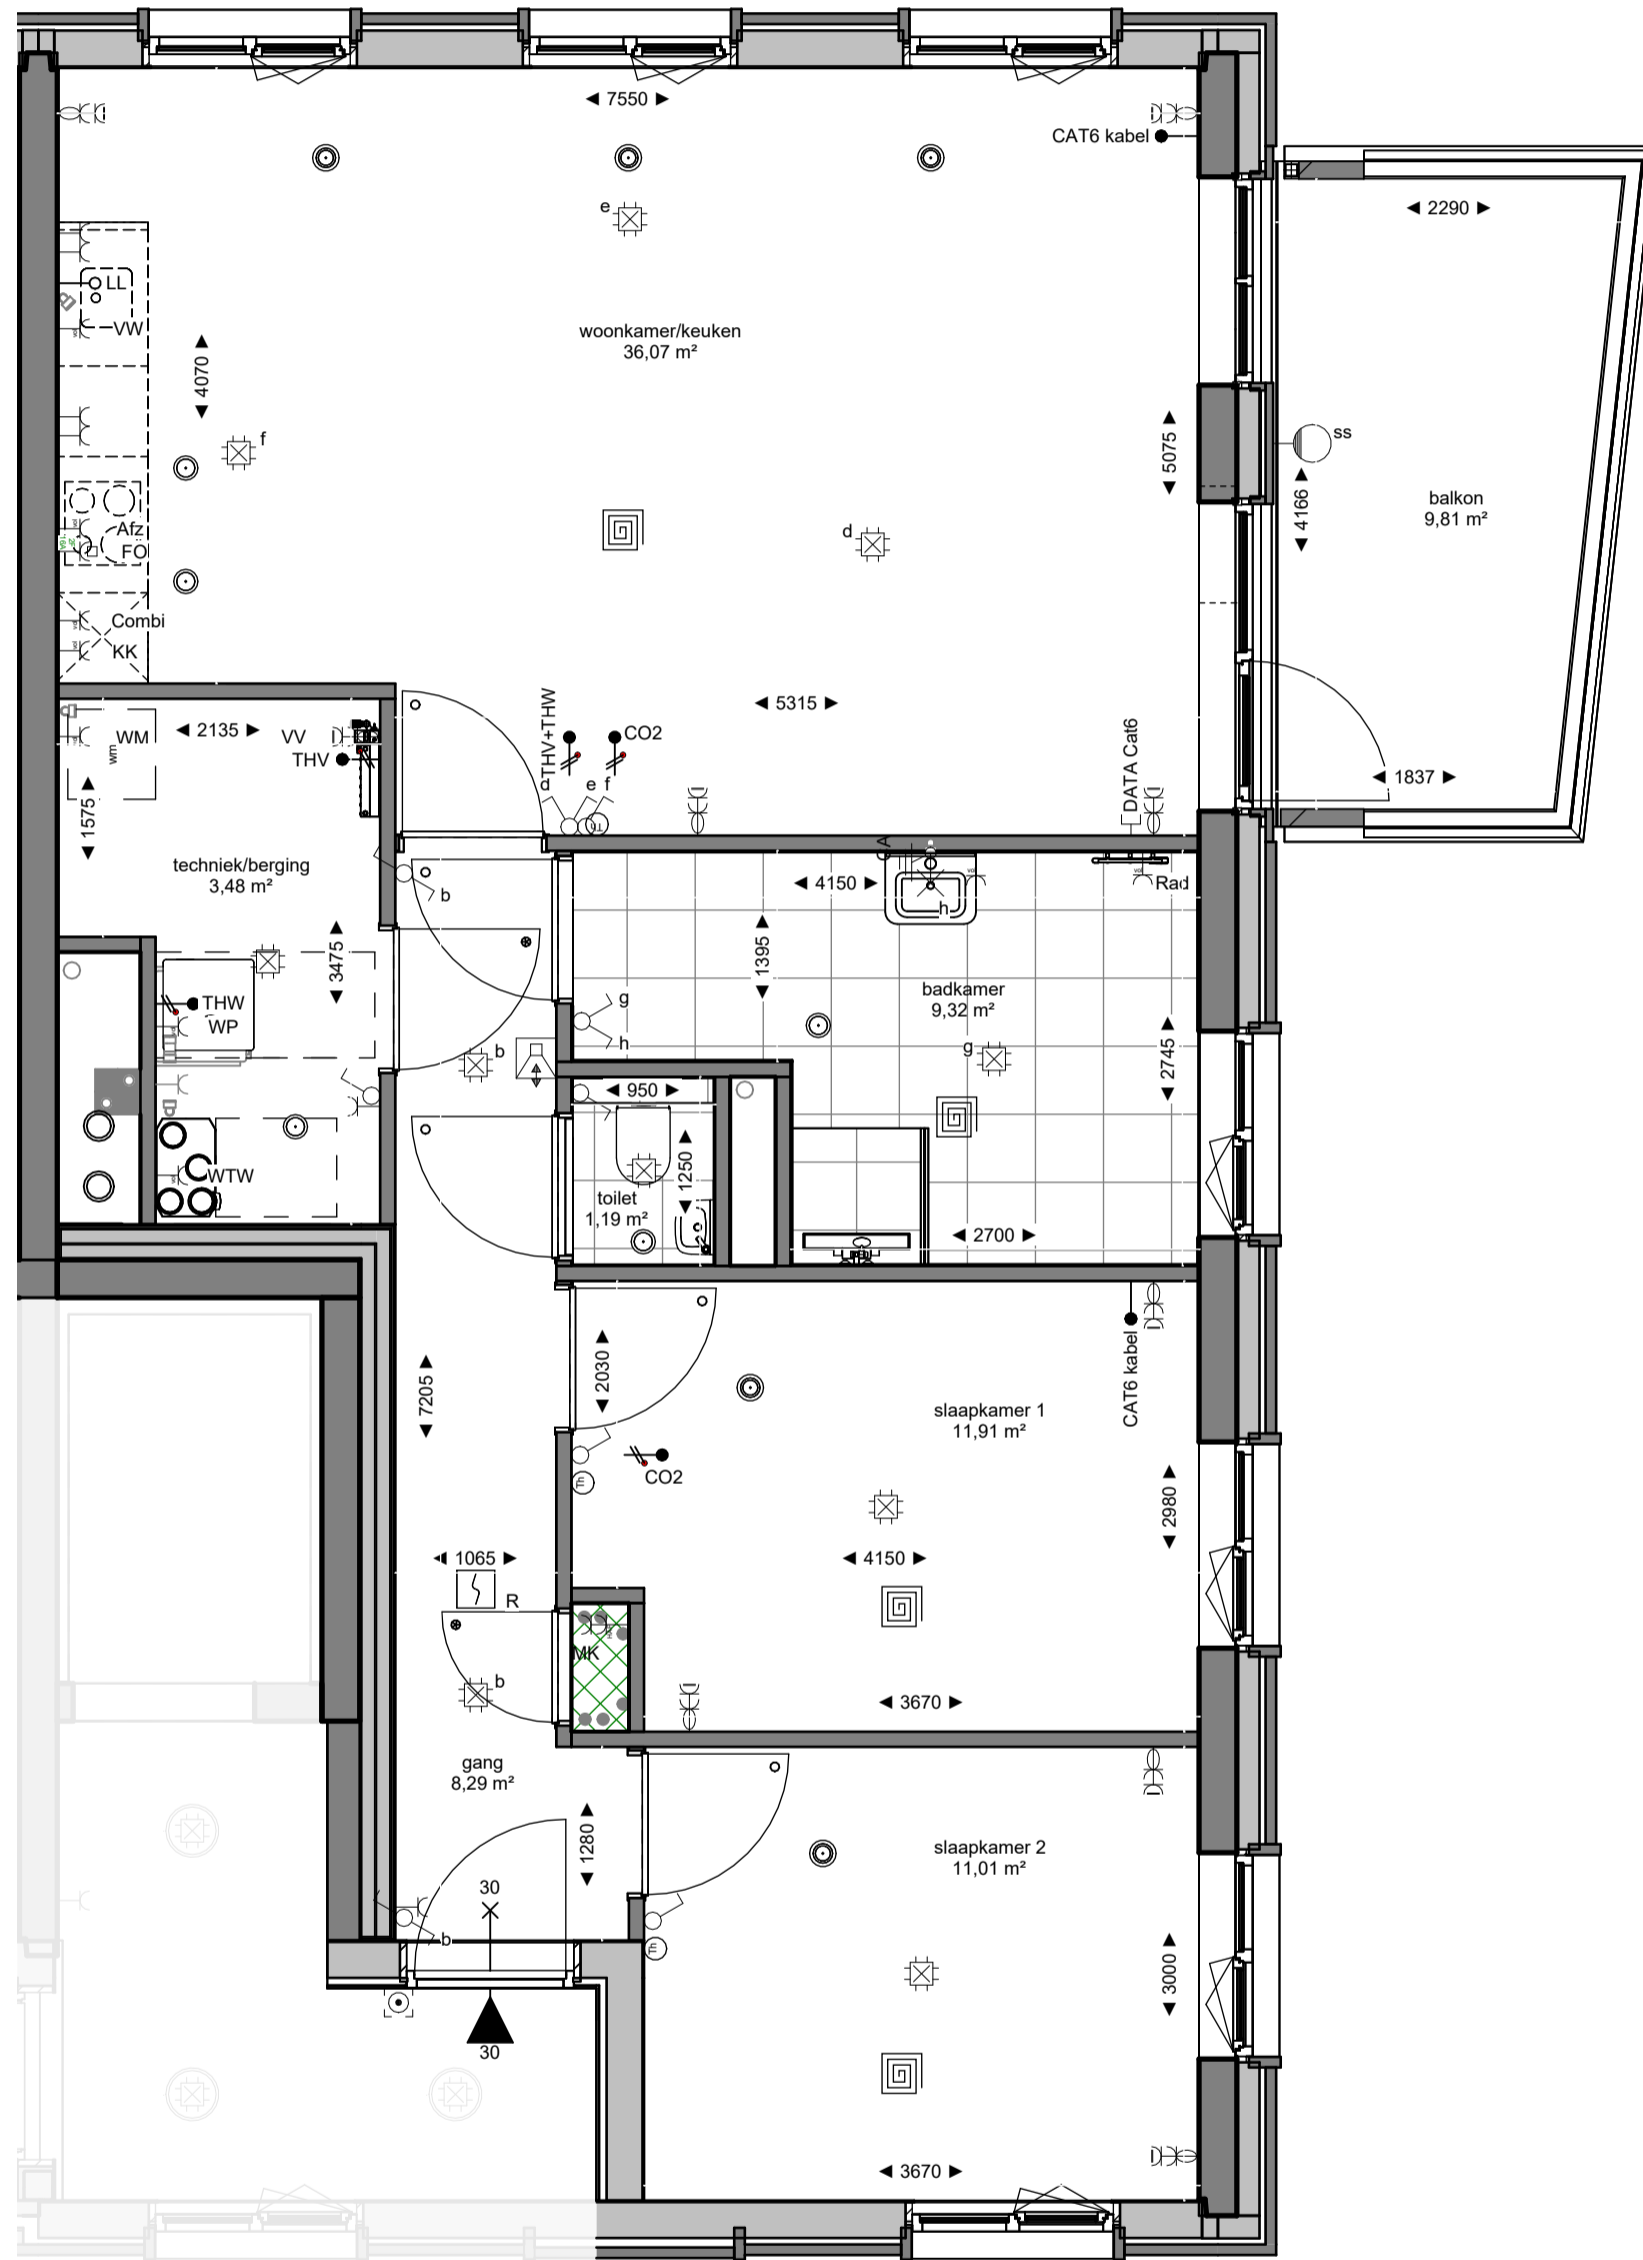 ◄ 7550 ►
CAT6 kabel
◄ 2290 ►
e
LL
VW
woonkamer/keuken
36,07 m²
◄ 4070 ►
f
◄ 5075 ►
ss
◄ 4166 ►
balkon
9,81 m²
Afz
FO
d
Combi
KK
◄ 5315 ►
THV+THW
CO2
d
e
f
DATA Cat6
◄ 1837 ►
WM
wm
◄ 2135 ►
VV
THV
◄ 1575 ►
techniek/berging
3,48 m²
b
◄ 4150 ►
A
h
Rad
◄ 3475 ►
◄ 1395 ►
badkamer
9,32 m²
THW
WP
g
h
b
g
◄ 2745 ►
◄ 950 ►
◄ 1250 ►
WTW
toilet
1,19 m²
◄ 2700 ►
◄ 7205 ►
◄ 2030 ►
CAT6 kabel
slaapkamer 1
11,91 m²
CO2
Th
◄ 2980 ►
◄ 1065 ►
R
◄ 4150 ►
MK
b
◄ 3670 ►
gang
8,29 m²
◄ 1280 ►
slaapkamer 2
11,01 m²
30
b
Th
◄ 3000 ►
30
◄ 3670 ►